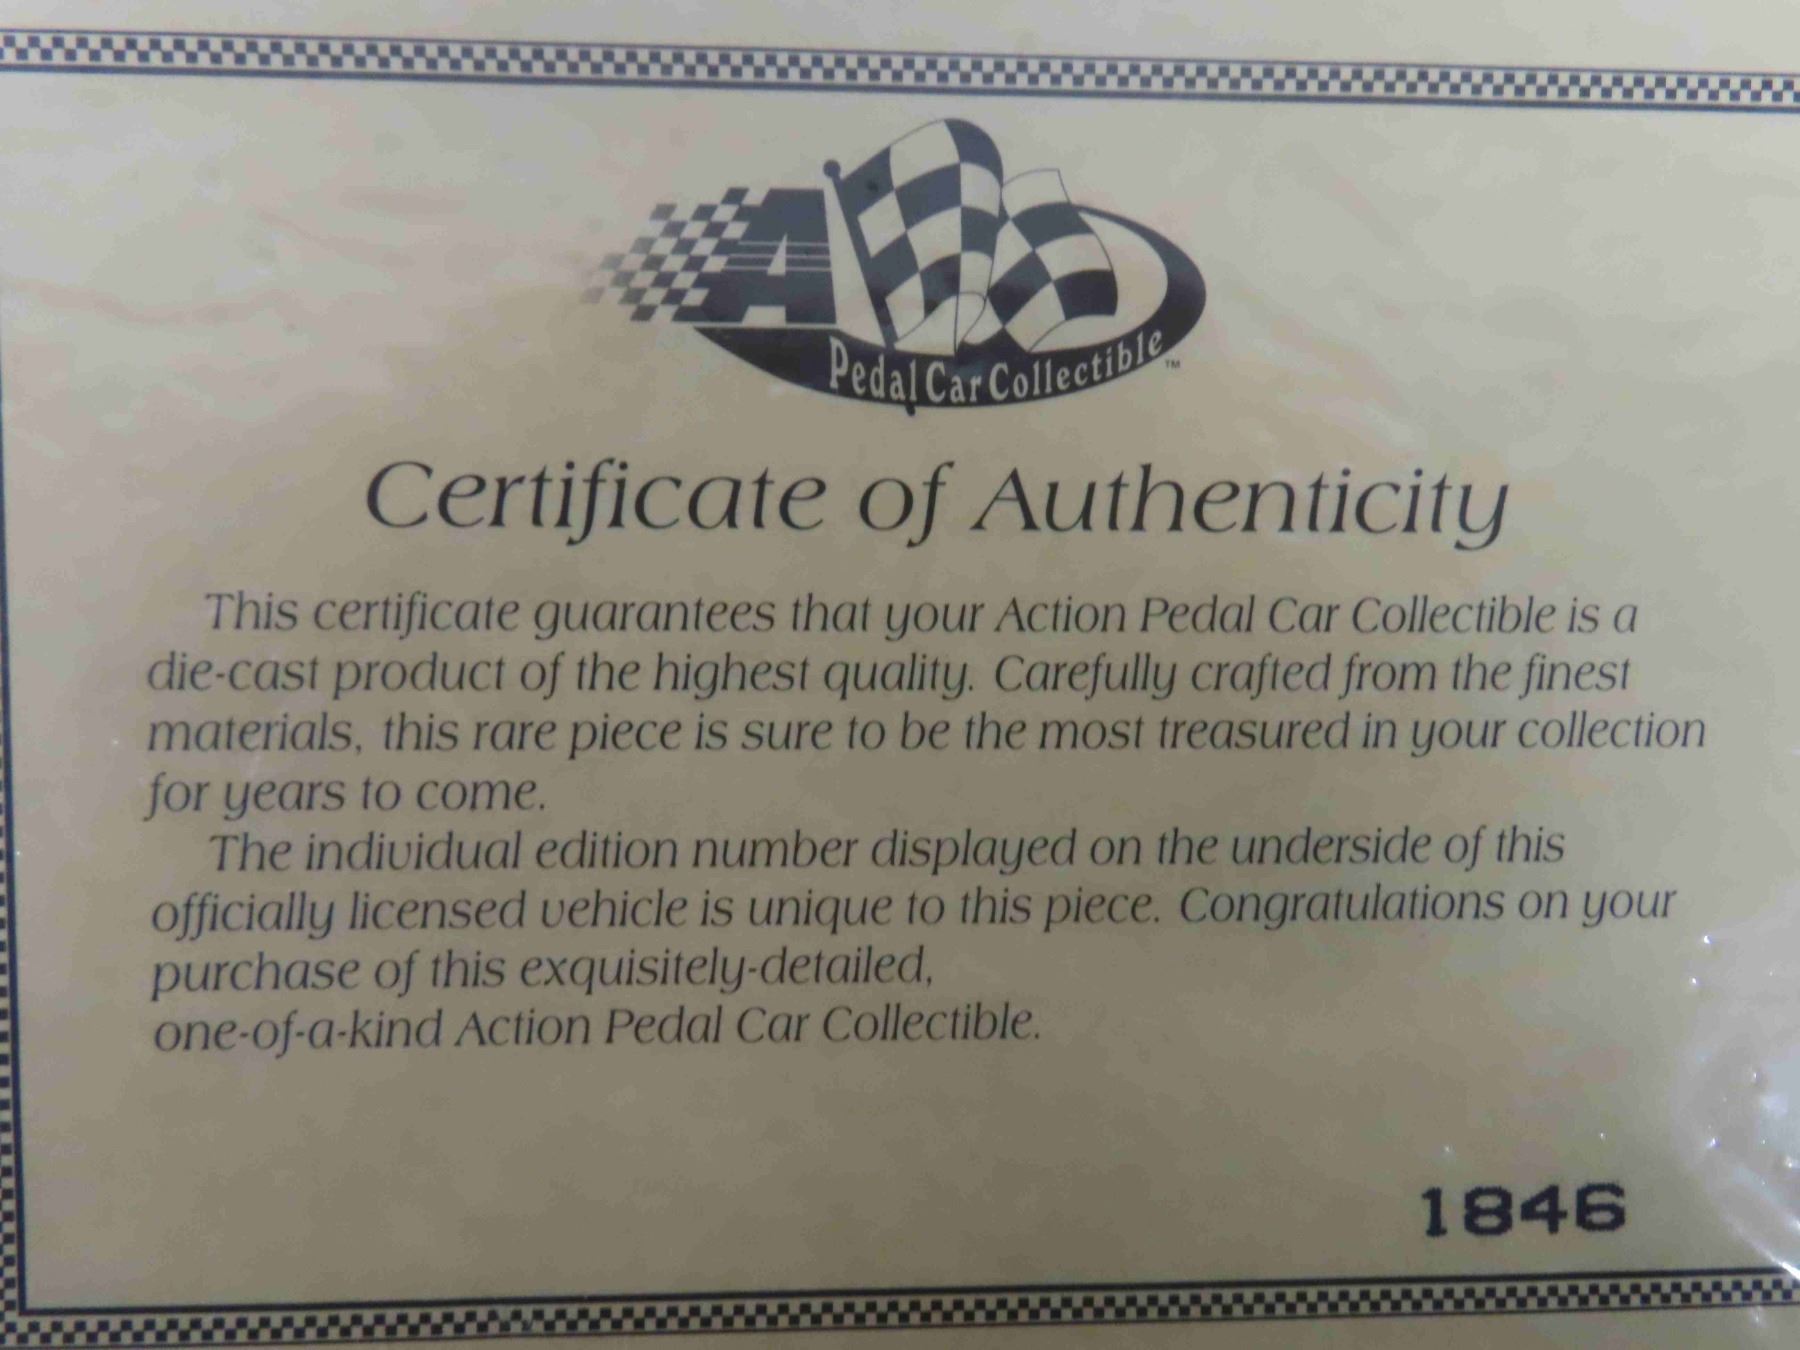 A
Pedal Car Collectible™
Certificate of Authenticity
This certificate guarantees that your Action Pedal Car Collectible is a
die-cast product of the highest quality. Carefully crafted from the finest
materials, this rare piece is sure to be the most treasured in your collection
for years to come.
The individual edition number displayed on the underside of this
officially licensed vehicle is unique to this piece. Congratulations on your
purchase of this exquisitely-detailed,
one-of-a-kind Action Pedal Car Collectible.
1846